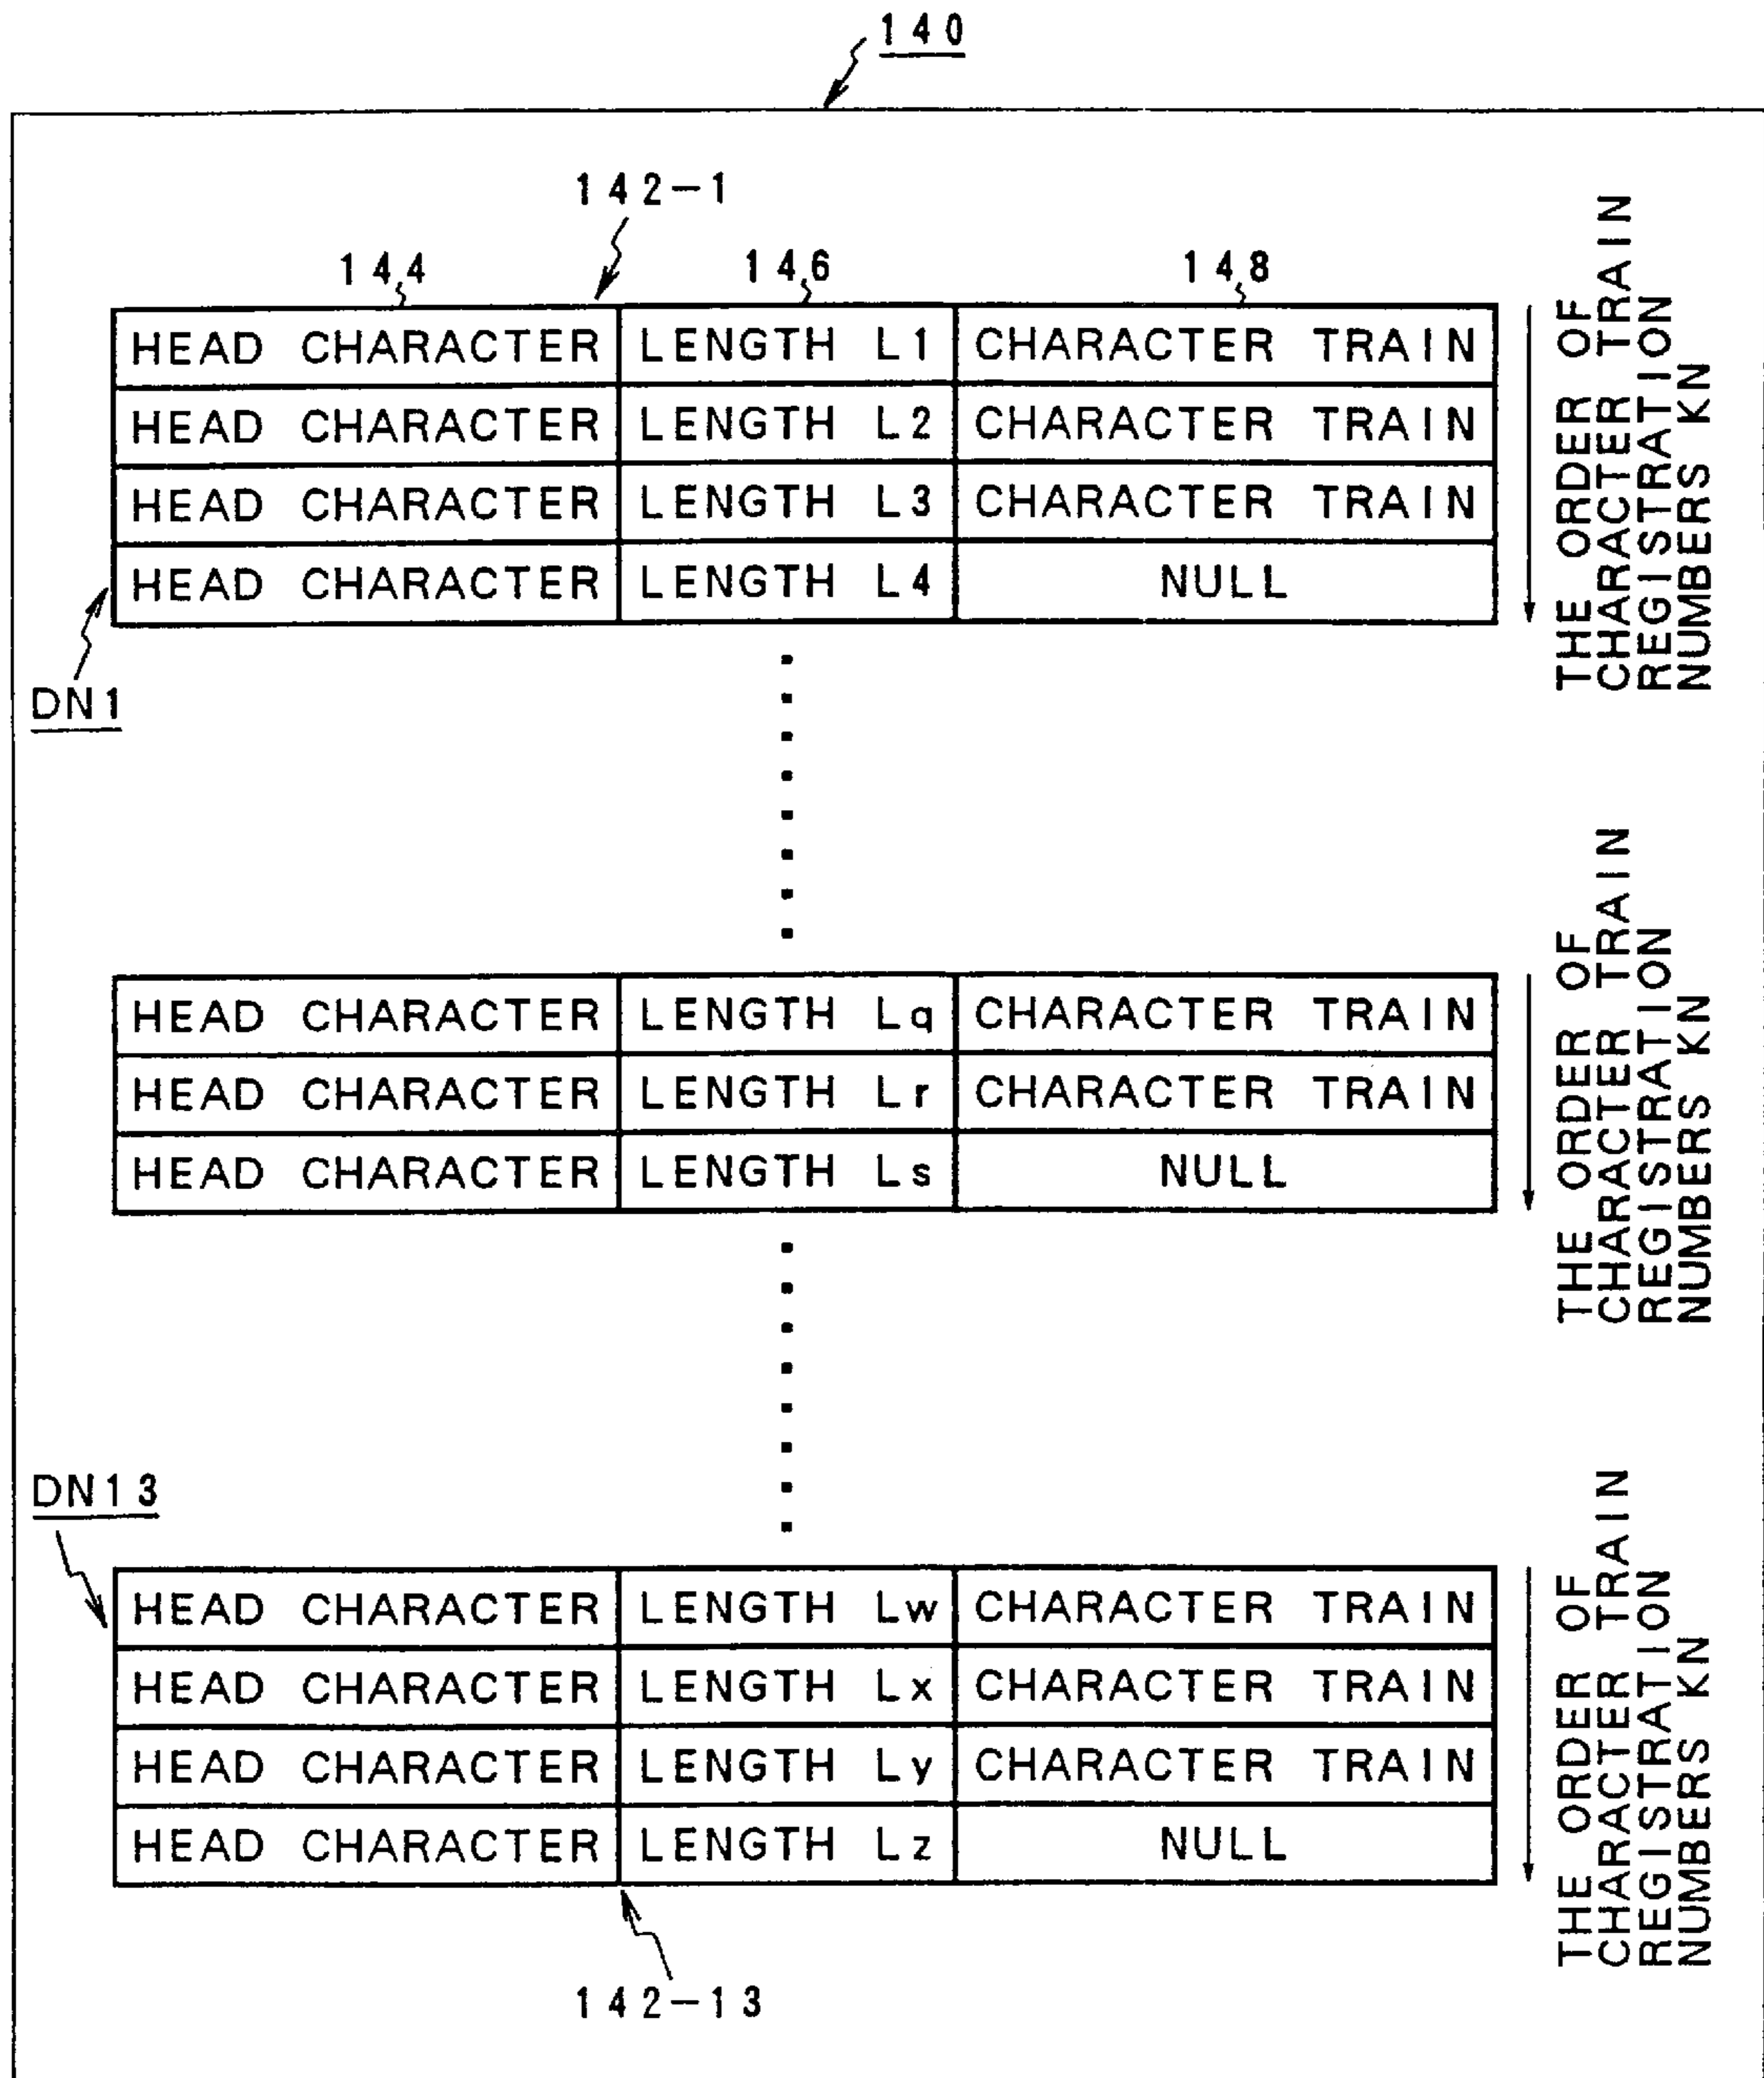 140
142-1
144 146 148
HEAD CHARACTER LENGTH L1 CHARACTER TRAIN
HEAD CHARACTER LENGTH L2 CHARACTER TRAIN
HEAD CHARACTER LENGTH L3 CHARACTER TRAIN
HEAD CHARACTER LENGTH L4 NULL
THE ORDER OF
CHARACTER TRAIN
REGISTRATION
NUMBERS KN
DN1
HEAD CHARACTER LENGTH Lq CHARACTER TRAIN
HEAD CHARACTER LENGTH Lr CHARACTER TRAIN
HEAD CHARACTER LENGTH Ls NULL
THE ORDER OF
CHARACTER TRAIN
REGISTRATION
NUMBERS KN
DN13
HEAD CHARACTER LENGTH Lw CHARACTER TRAIN
HEAD CHARACTER LENGTH Lx CHARACTER TRAIN
HEAD CHARACTER LENGTH Ly CHARACTER TRAIN
HEAD CHARACTER LENGTH Lz NULL
THE ORDER OF
CHARACTER TRAIN
REGISTRATION
NUMBERS KN
142-13